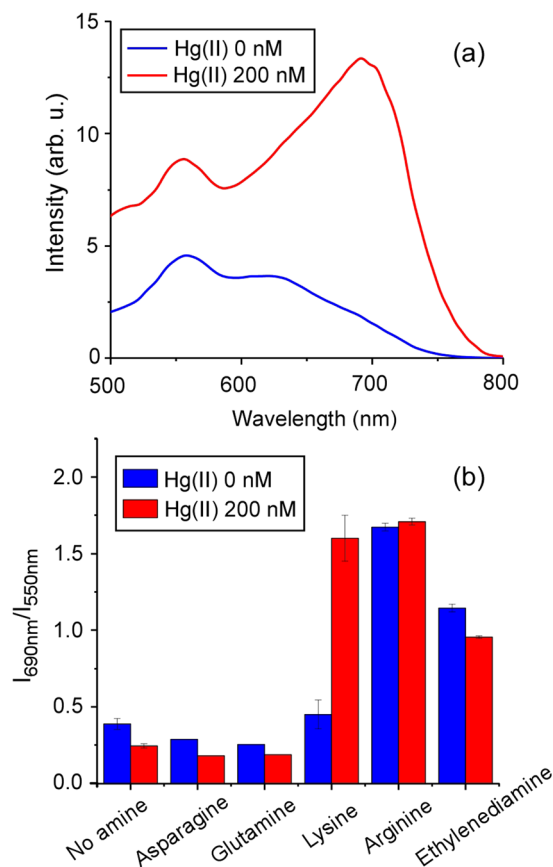 15
10
5
0
Intensity (arb. u.)
Hg(II) 0 nM
Hg(II) 200 nM
(a)
500
600
700
800
Wavelength (nm)
2.0
1.5
1.0
0.5
0.0
I690nm/I550nm
Hg(II) 0 nM
Hg(II) 200 nM
(b)
No amine
Asparagine
Glutamine
Lysine
Arginine
Ethylenediamine